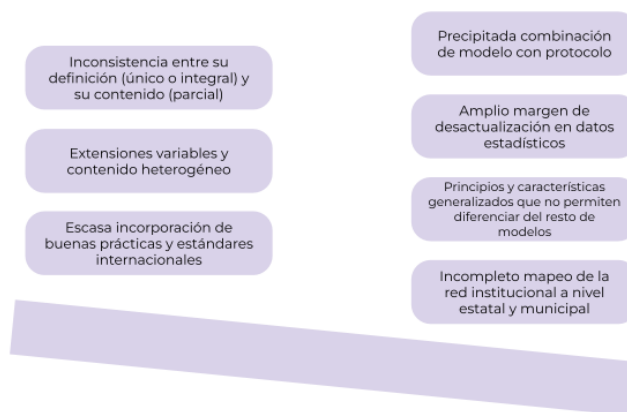 Inconsistencia entre su
definición (único o integral) y
su contenido (parcial)
Extensiones variables y
contenido heterogéneo
Escasa incorporación de
buenas prácticas y estándares
internacionales
Precipitada combinación
de modelo con protocolo
Amplio margen de
desactualización en datos
estadísticos
Principios y características
generalizados que no permiten
diferenciar del resto de
modelos
Incompleto mapeo de la
red institucional a nivel
estatal y municipal